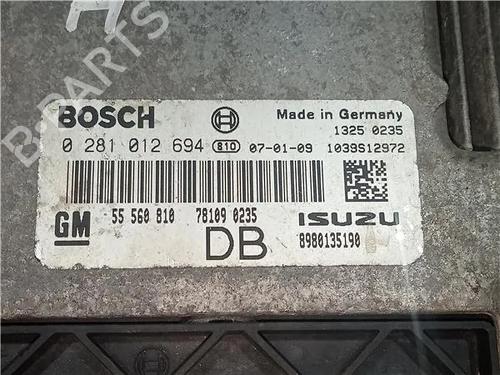 B-PARTS
BOSCH
Made in Germany
1325 0235
0 281 012 694 810 07-01-09 1039S12972
GM 55 560 810 78109 0235 ISUZU
DB 8980135190